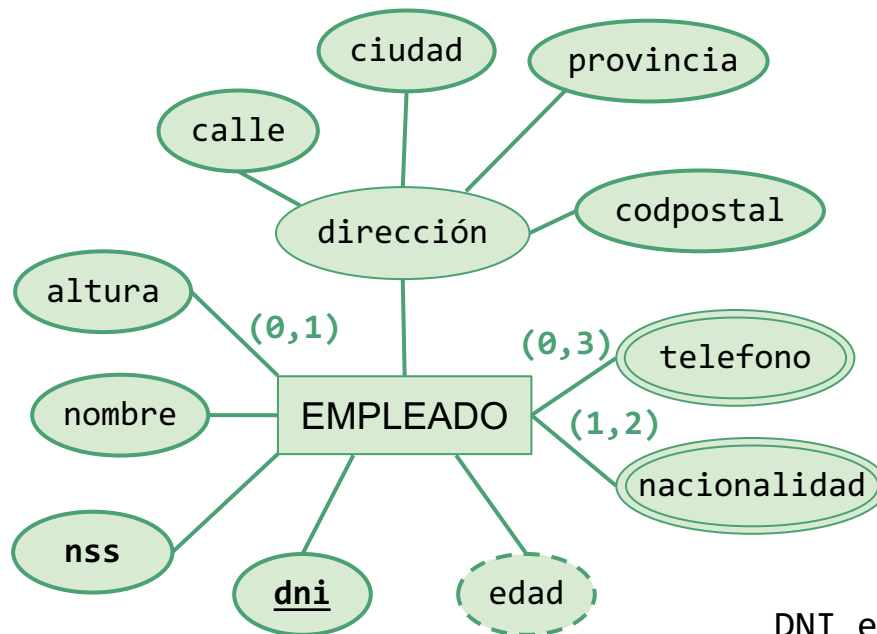 ciudad
provincia
calle
codpostal
dirección
altura
(0,1)
(0,3)
telefono
nombre
EMPLEADO
(1,2)
nacionalidad
nss
dni
edad
DNI e